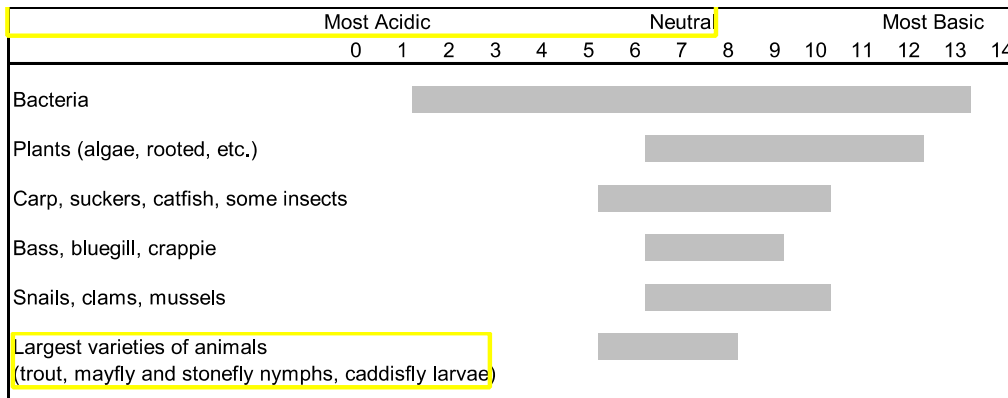 Most Acidic Neutral Most Basic
0 1 2 3 4 5 6 7 8 9 10 11 12 13 14
Bacteria
Plants (algae, rooted, etc.)
Carp, suckers, catfish, some insects
Bass, bluegill, crappie
Snails, clams, mussels
Largest varieties of animals
(trout, mayfly and stonefly nymphs, caddisfly larvae)